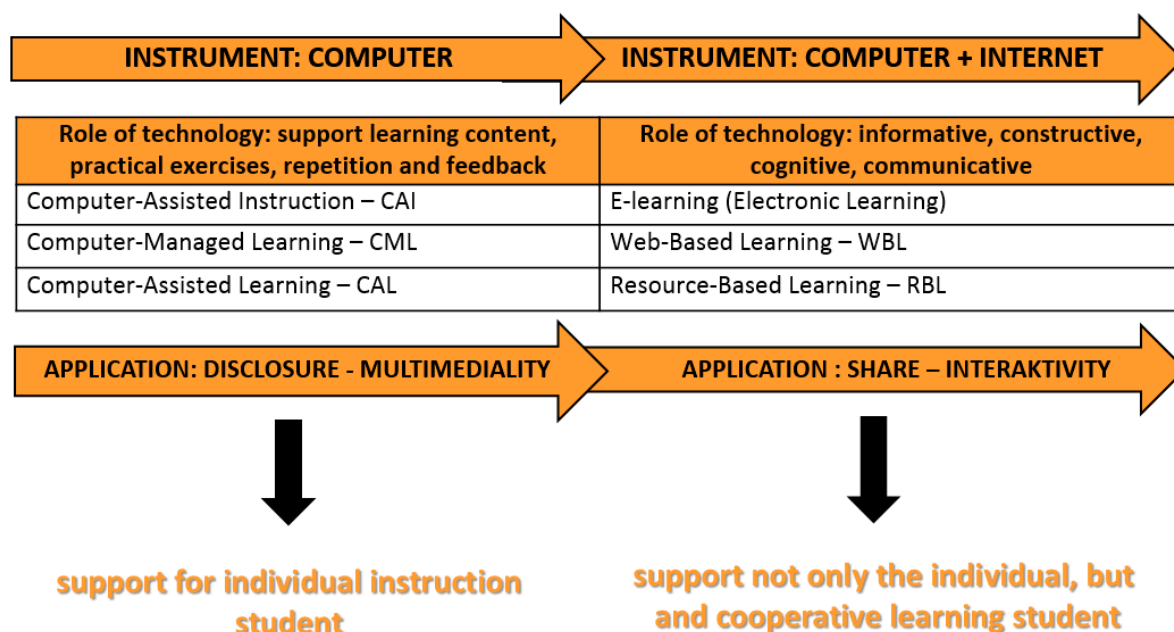 INSTRUMENT: COMPUTER
INSTRUMENT: COMPUTER + INTERNET
Role of technology: support learning content,
practical exercises, repetition and feedback
Role of technology: informative, constructive,
cognitive, communicative
Computer-Assisted Instruction – CAI
E-learning (Electronic Learning)
Computer-Managed Learning – CML
Web-Based Learning – WBL
Computer-Assisted Learning – CAL
Resource-Based Learning – RBL
APPLICATION: DISCLOSURE - MULTIMEDIALITY
APPLICATION : SHARE – INTERAKTIVITY
support for individual instruction
student
support not only the individual, but
and cooperative learning student